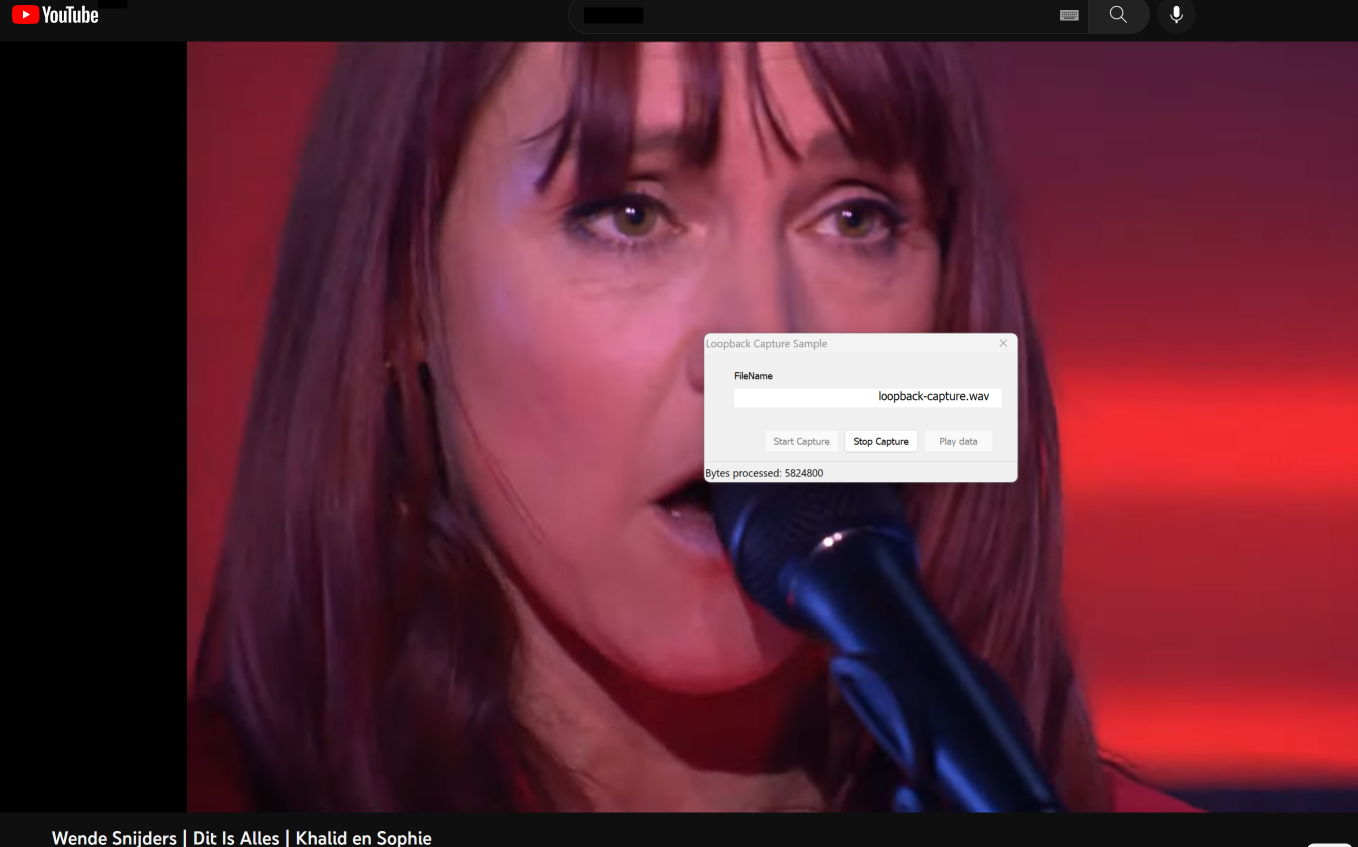 YouTube
Loopback Capture Sample
FileName
loopback-capture.wav
Start Capture
Stop Capture
Play data
Bytes processed: 5824800
Wende Snijders | Dit Is Alles | Khalid en Sophie